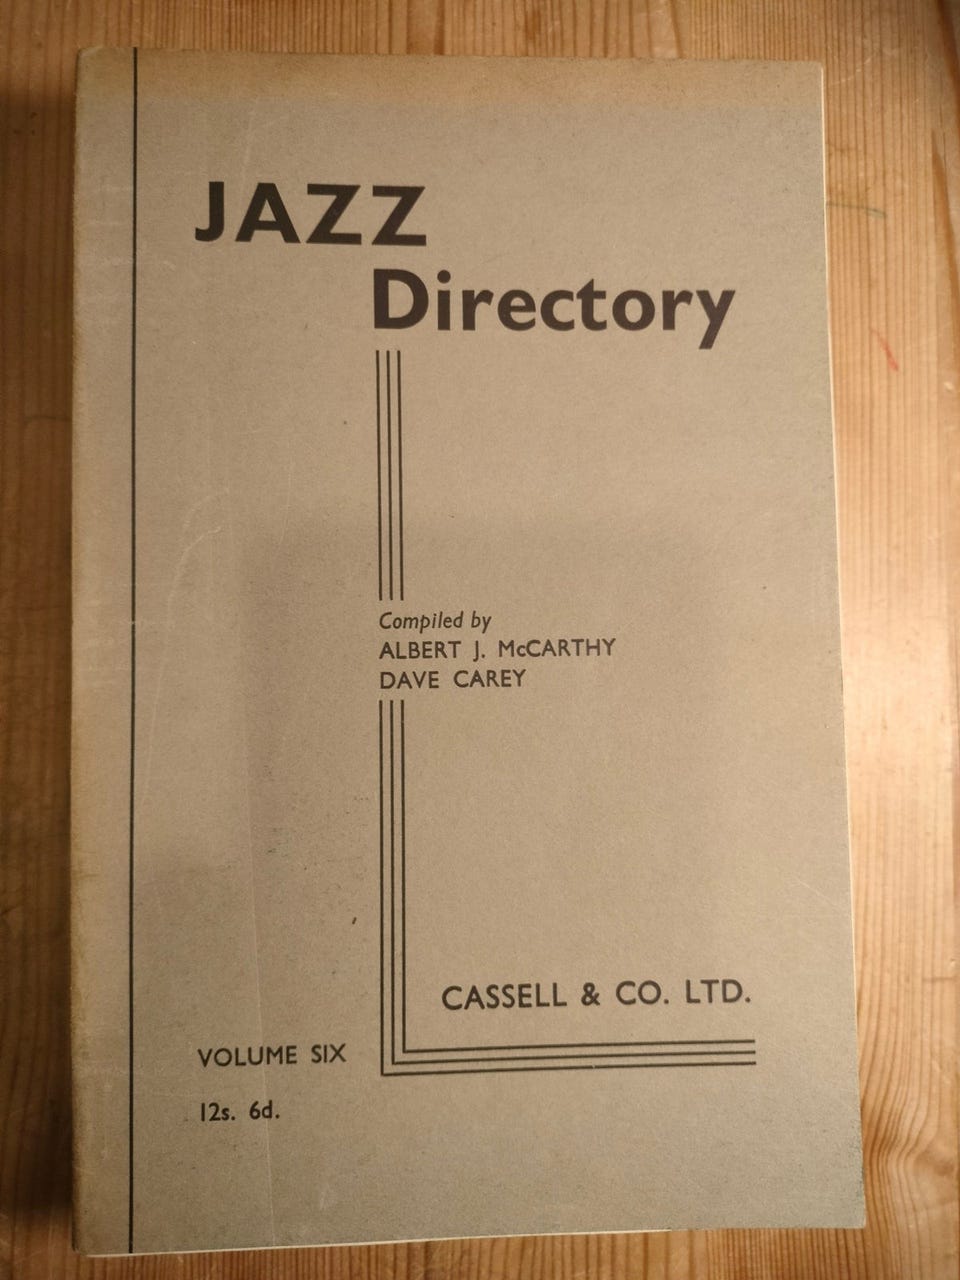 JAZZ
Directory
Compiled by
ALBERT J. McCARTHY
DAVE CAREY
CASSELL & CO. LTD.
VOLUME SIX
12s. 6d.